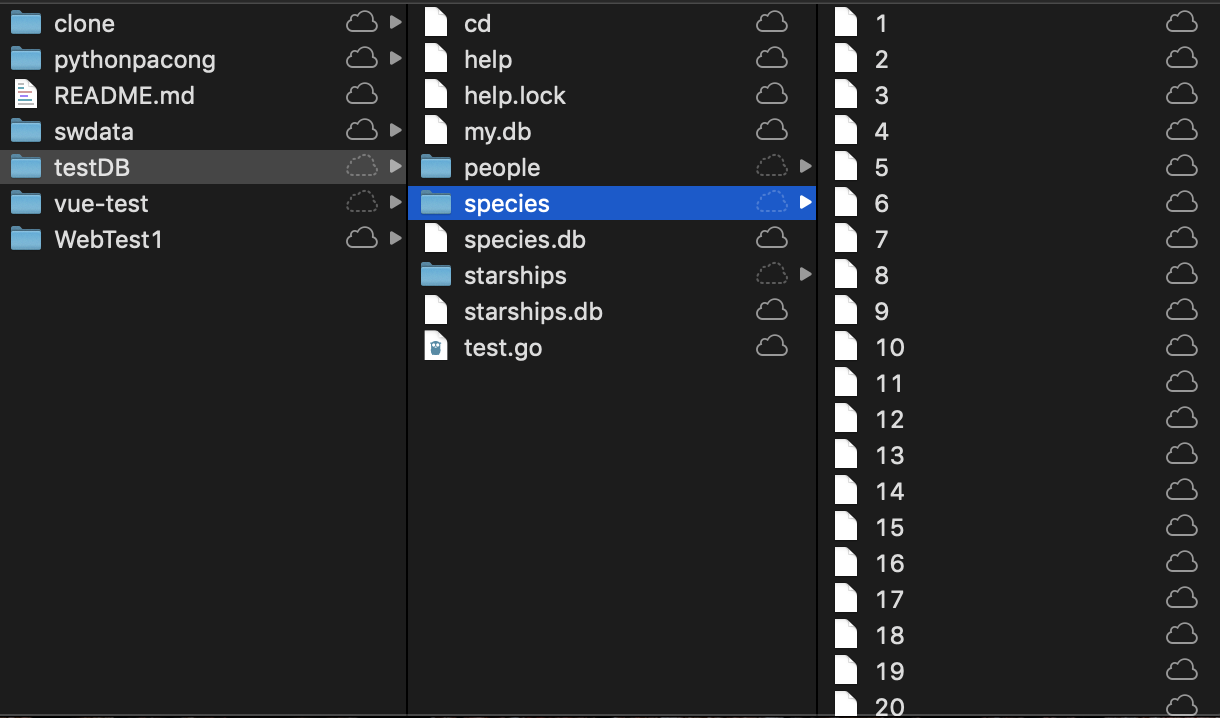 clone
pythonpacong
README.md
swdata
testDB
vue-test
WebTest1
cd
help
help.lock
my.db
people
species
species.db
starships
starships.db
test.go
1
2
3
4
5
6
7
8
9
10
11
12
13
14
15
16
17
18
19
20